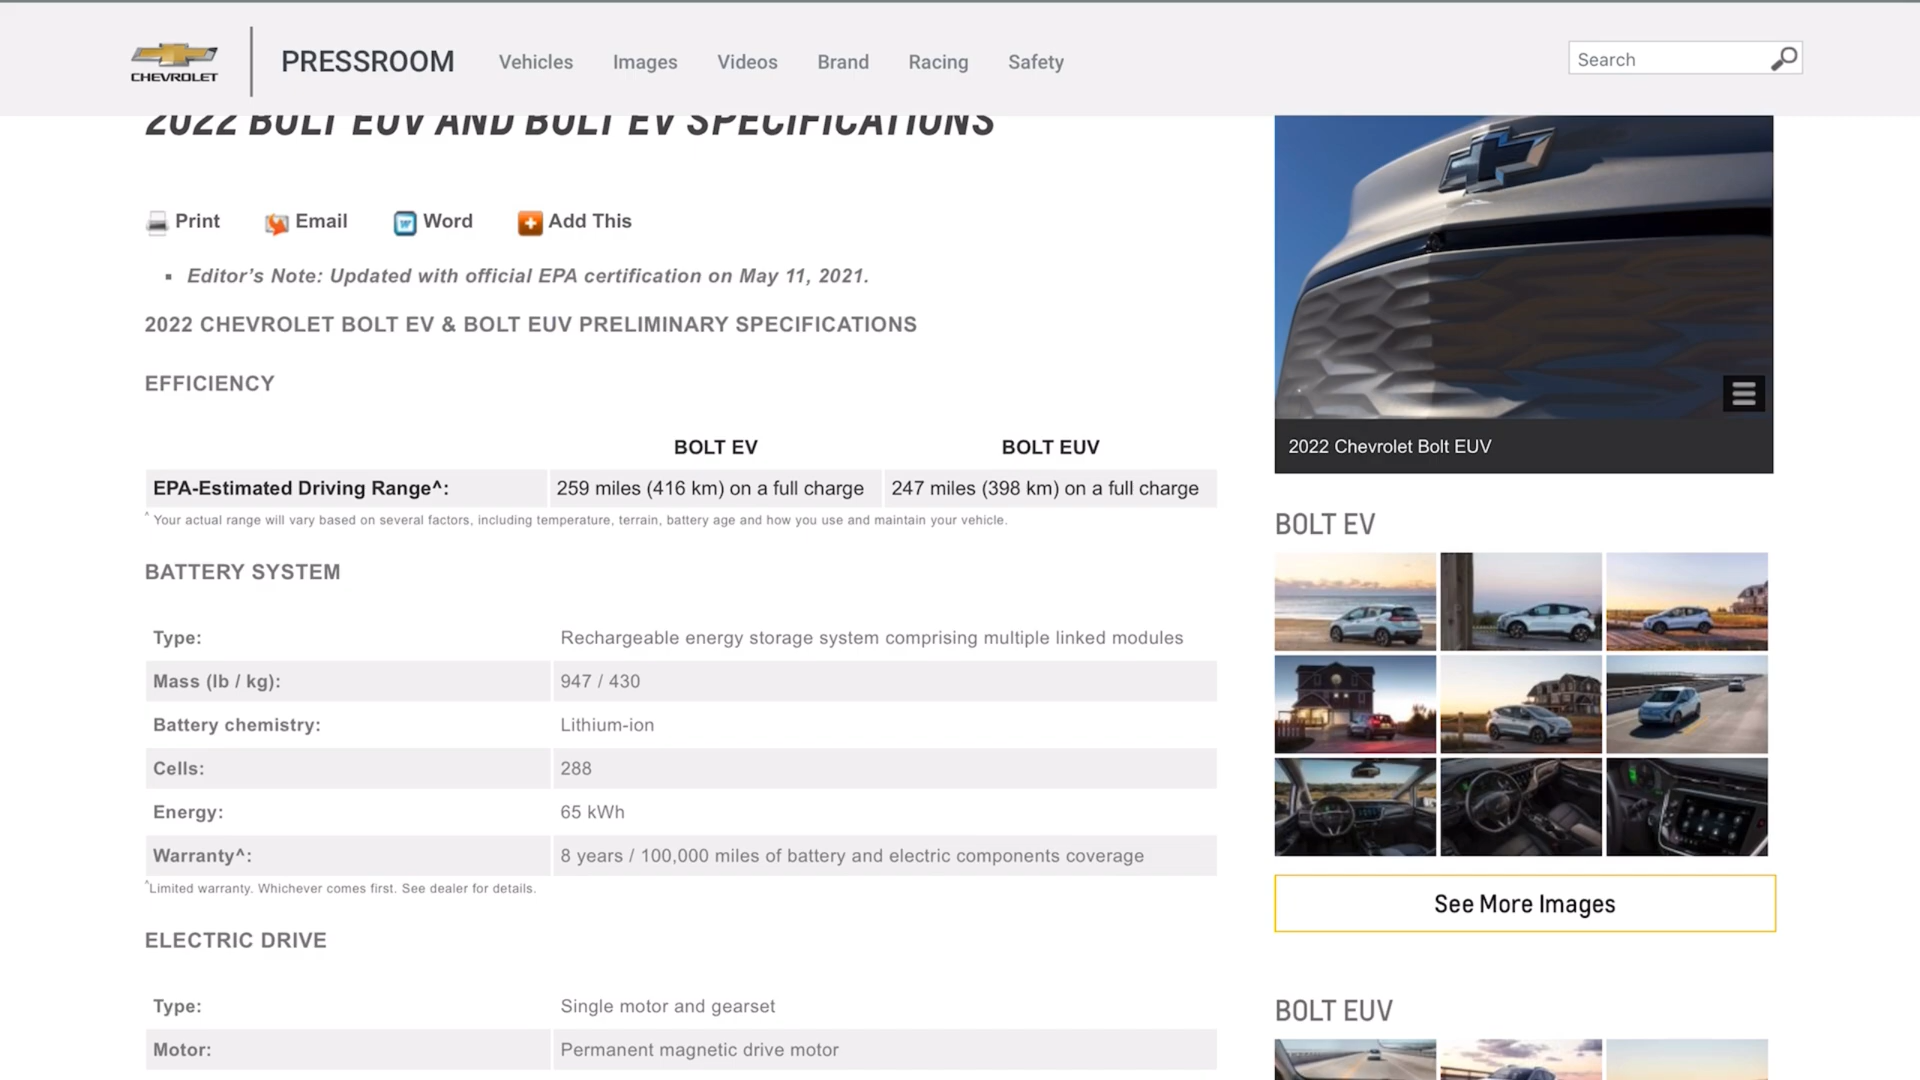 CHEVROLET
PRESSROOM
Vehicles
Images
Videos
Brand
Racing
Safety
Search
2022 BOLT EUV AND BOLT EV SPECIFICATIONS
Print
Email
Word
Add This
▪ Editor’s Note: Updated with official EPA certification on May 11, 2021.
2022 CHEVROLET BOLT EV & BOLT EUV PRELIMINARY SPECIFICATIONS
EFFICIENCY
BOLT EV BOLT EUV
EPA-Estimated Driving Range^: 259 miles (416 km) on a full charge 247 miles (398 km) on a full charge
^ Your actual range will vary based on several factors, including temperature, terrain, battery age and how you use and maintain your vehicle.
BATTERY SYSTEM
Type: Rechargeable energy storage system comprising multiple linked modules
Mass (lb / kg): 947 / 430
Battery chemistry: Lithium-ion
Cells: 288
Energy: 65 kWh
Warranty^: 8 years / 100,000 miles of battery and electric components coverage
^Limited warranty. Whichever comes first. See dealer for details.
ELECTRIC DRIVE
Type: Single motor and gearset
Motor: Permanent magnetic drive motor
2022 Chevrolet Bolt EUV
BOLT EV
See More Images
BOLT EUV